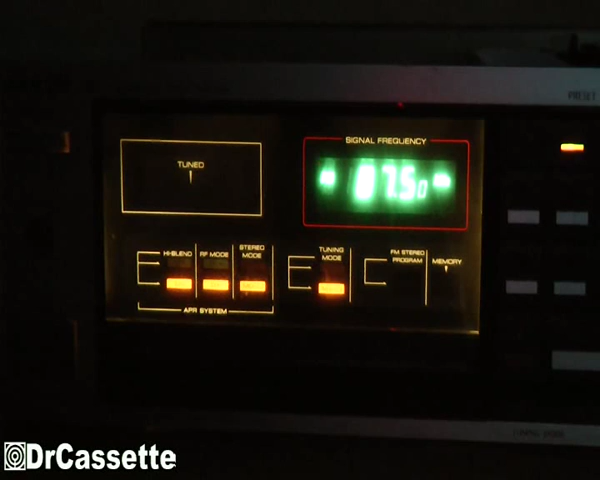 PRESET
SIGNAL FREQUENCY
TUNED
87.50
HI-BLEND
RF MODE
STEREO MODE
TUNING MODE
FM STEREO PROGRAM
MEMORY
APR SYSTEM
DrCassette